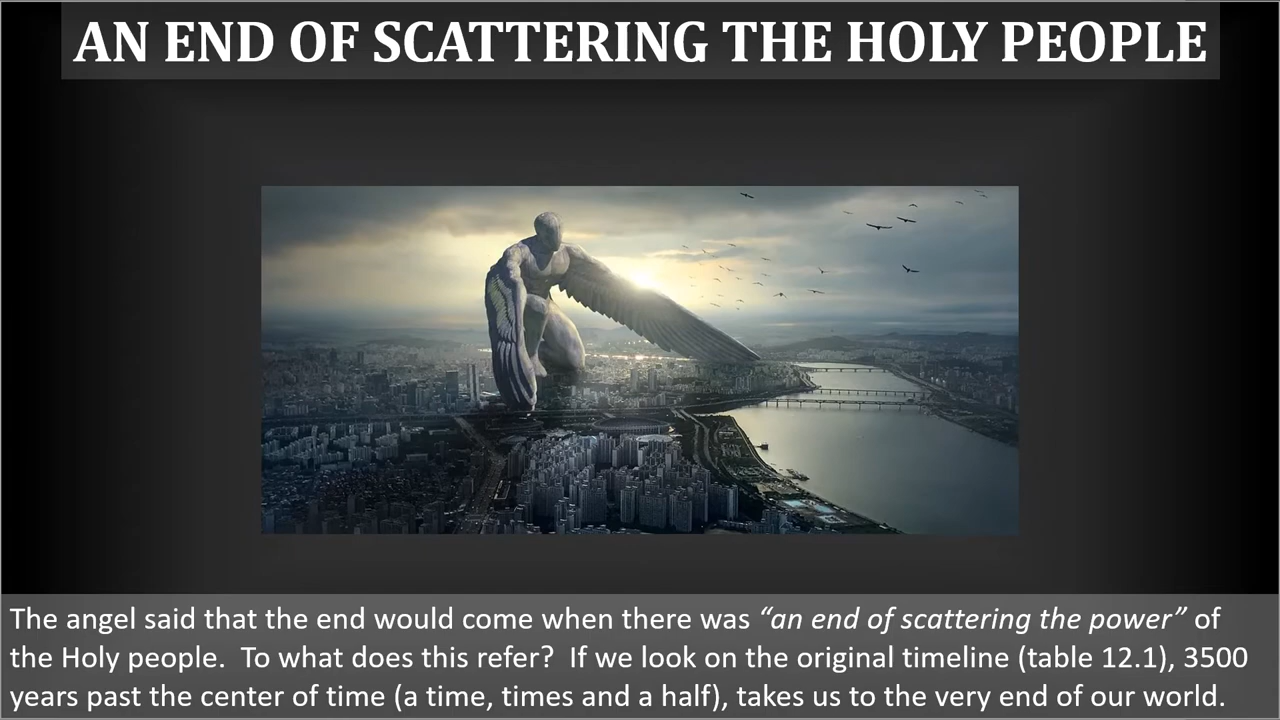 AN END OF SCATTERING THE HOLY PEOPLE
The angel said that the end would come when there was “an end of scattering the power” of
the Holy people.  To what does this refer?  If we look on the original timeline (table 12.1), 3500
years past the center of time (a time, times and a half), takes us to the very end of our world.